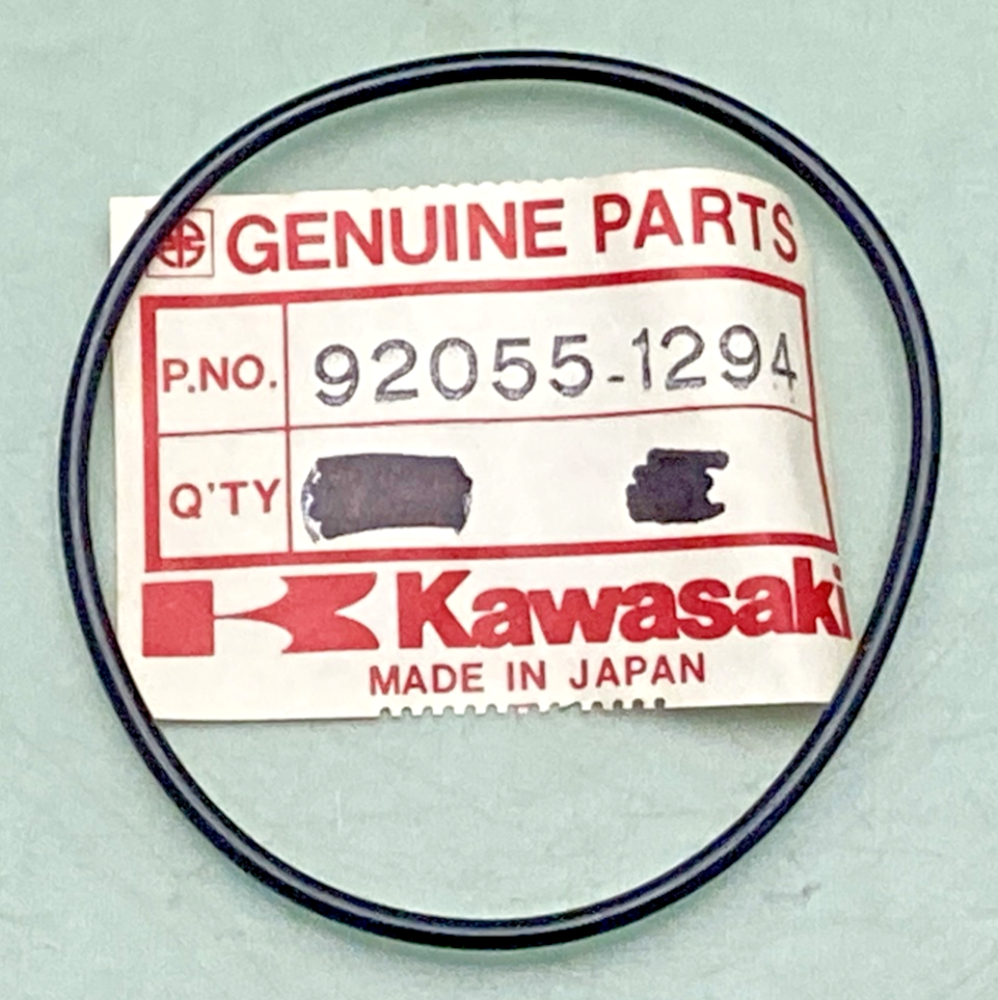 GENUINE PARTS
P.NO. 92055-1294
Q'TY
Kawasaki
MADE IN JAPAN